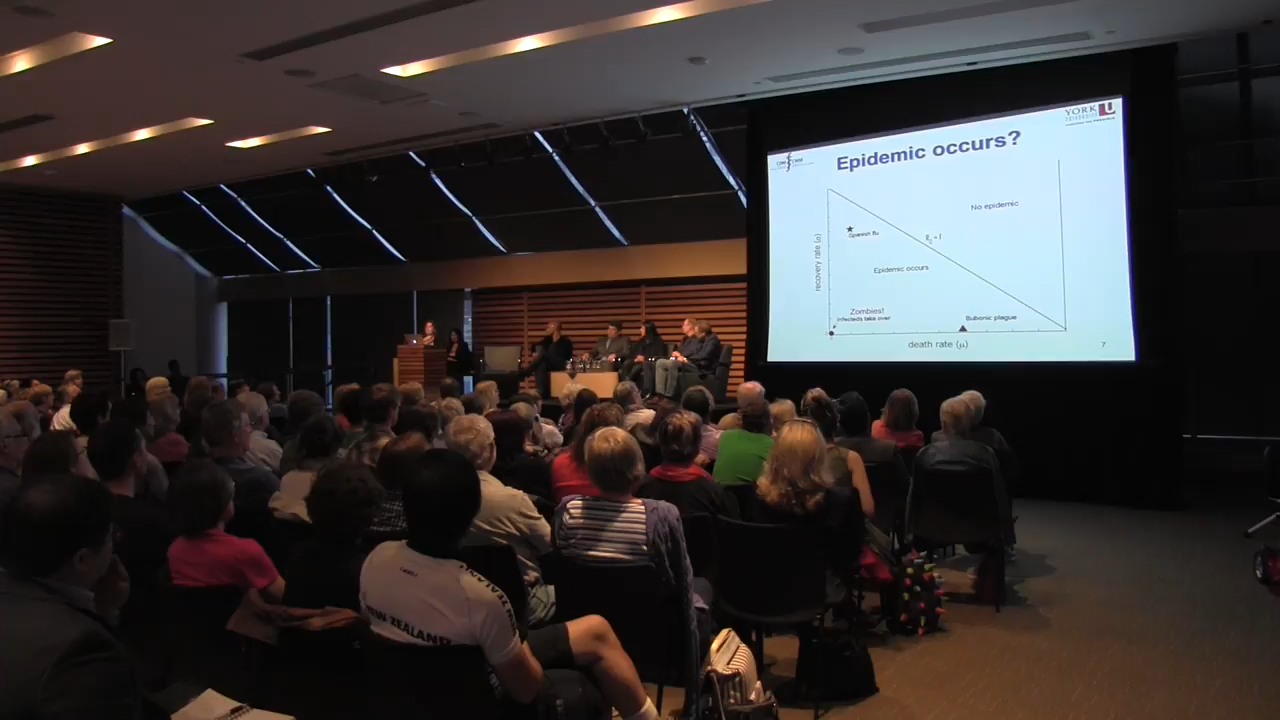 YORK U
Epidemic occurs?
No epidemic
Spanish flu
R₀ = 1
Epidemic occurs
recovery rate (α)
Zombies!
Infecteds take over
Bubonic plague
death rate (μ)
7
NEW ZEALAND